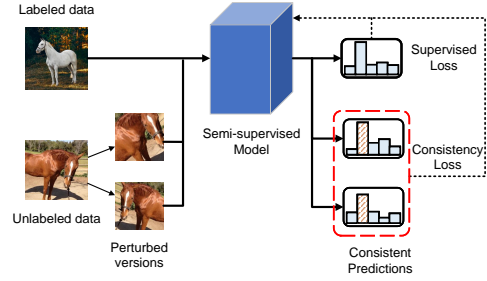 Labeled data
Supervised
Loss
Semi-supervised
Model
Consistency
Loss
Unlabeled data
Perturbed
versions
Consistent
Predictions